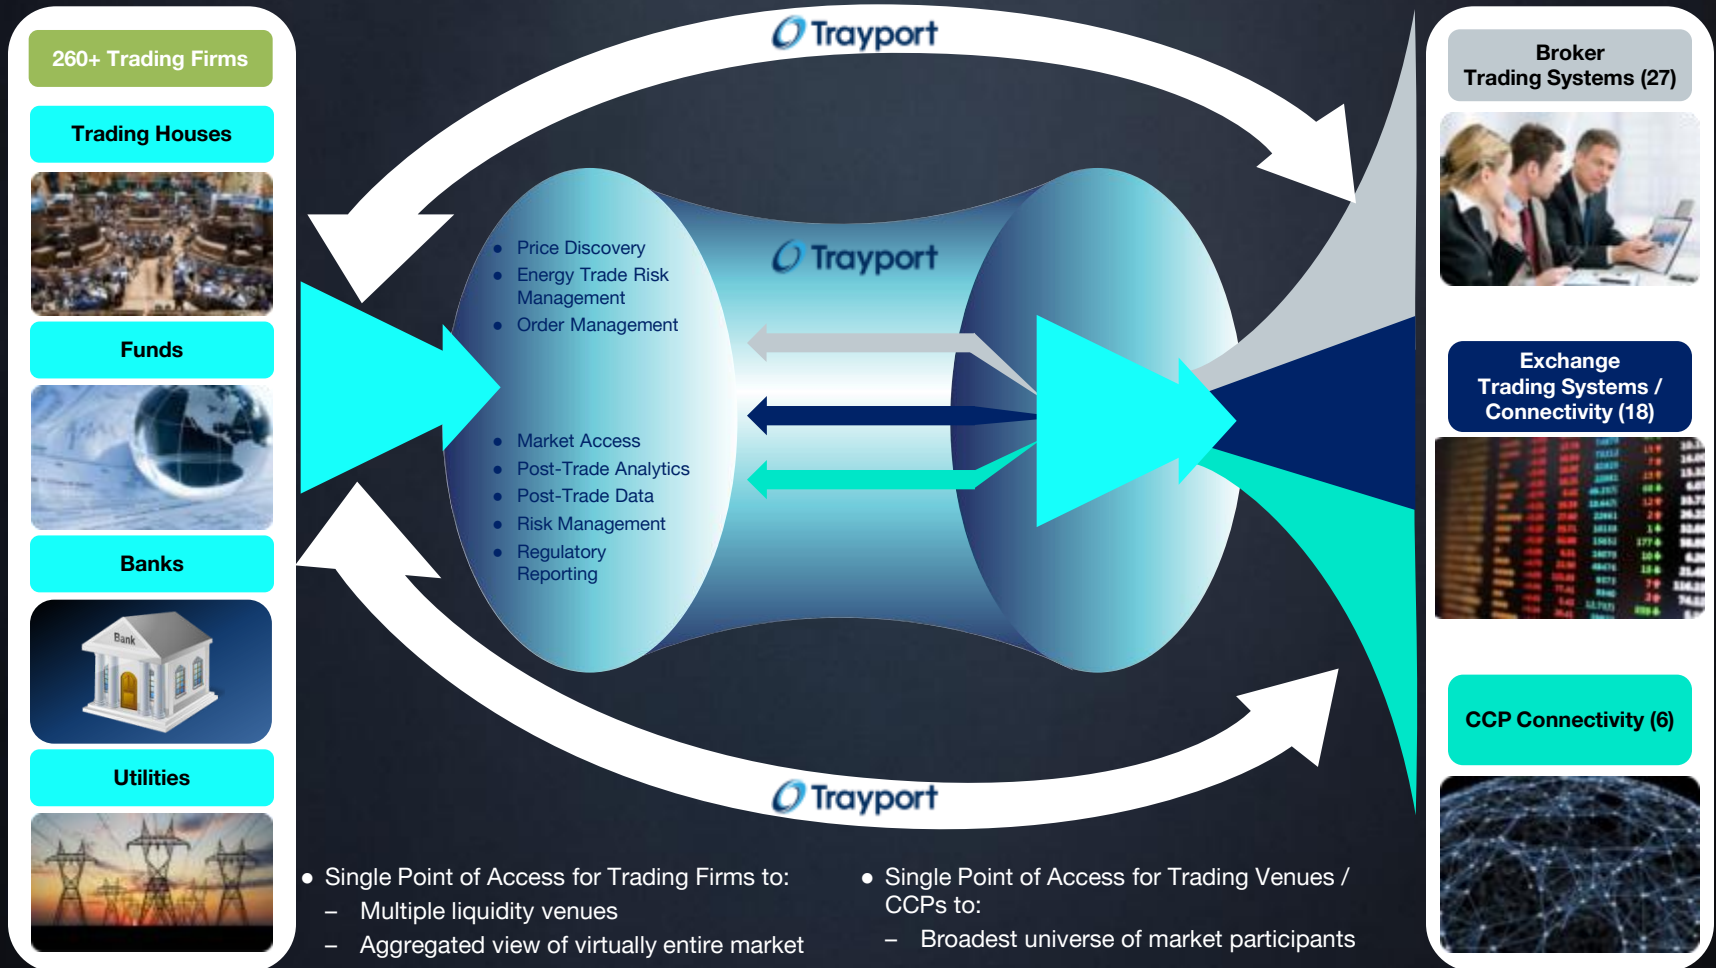 260+ Trading Firms
Trading Houses
Funds
Banks
Bank
Utilities
Trayport
Trayport
● Price Discovery
● Energy Trade Risk
Management
● Order Management
● Market Access
● Post-Trade Analytics
● Post-Trade Data
● Risk Management
● Regulatory
Reporting
Trayport
● Single Point of Access for Trading Firms to:
– Multiple liquidity venues
– Aggregated view of virtually entire market
● Single Point of Access for Trading Venues /
CCPs to:
– Broadest universe of market participants
Broker
Trading Systems (27)
Exchange
Trading Systems /
Connectivity (18)
CCP Connectivity (6)